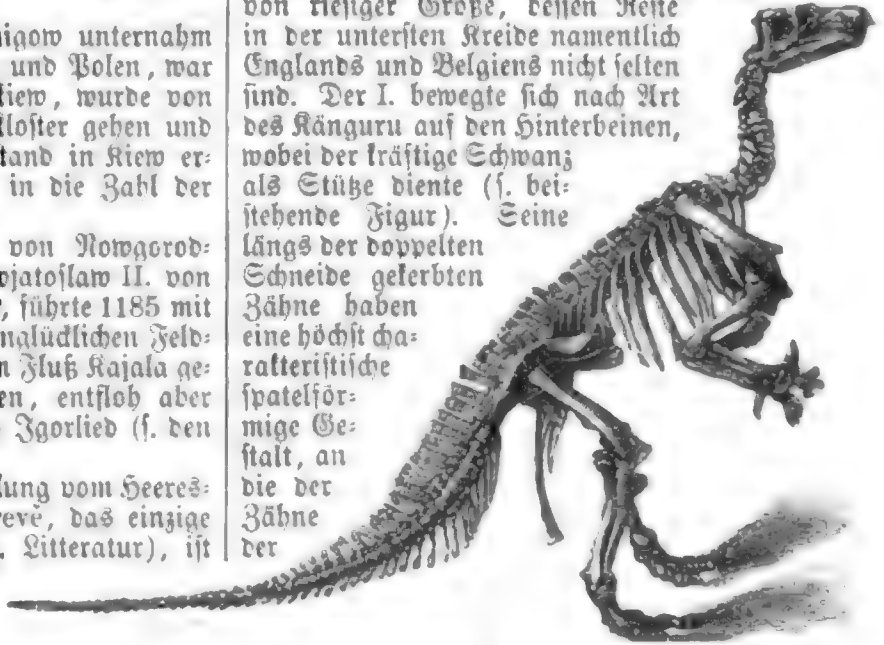 igow unternahm
und Polen, war
iew, wurde von
loster gehen und
tand in Kiew er⸗
in die Zahl der
von Nowgorod⸗
vjatoslaw II. von
, führte 1185 mit
nglücklichen Feld⸗
n Fluß Kajala ge⸗
en, entfloh aber
Igorlied (s. den
lung vom Heeres⸗
revè, das einzige
. Litteratur), ist
von riesiger Größe, dessen Reste
in der untersten Kreide namentlich
Englands und Belgiens nicht selten
sind. Der I. bewegte sich nach Art
des Känguru auf den Hinterbeinen,
wobei der kräftige Schwanz
als Stütze diente (s. bei⸗
stehende Figur). Seine
längs der doppelten
Schneide gekerbten
Zähne haben
eine höchst cha⸗
rakteristische
spatelför⸗
mige Ge⸗
stalt, an
die der
Zähne
der